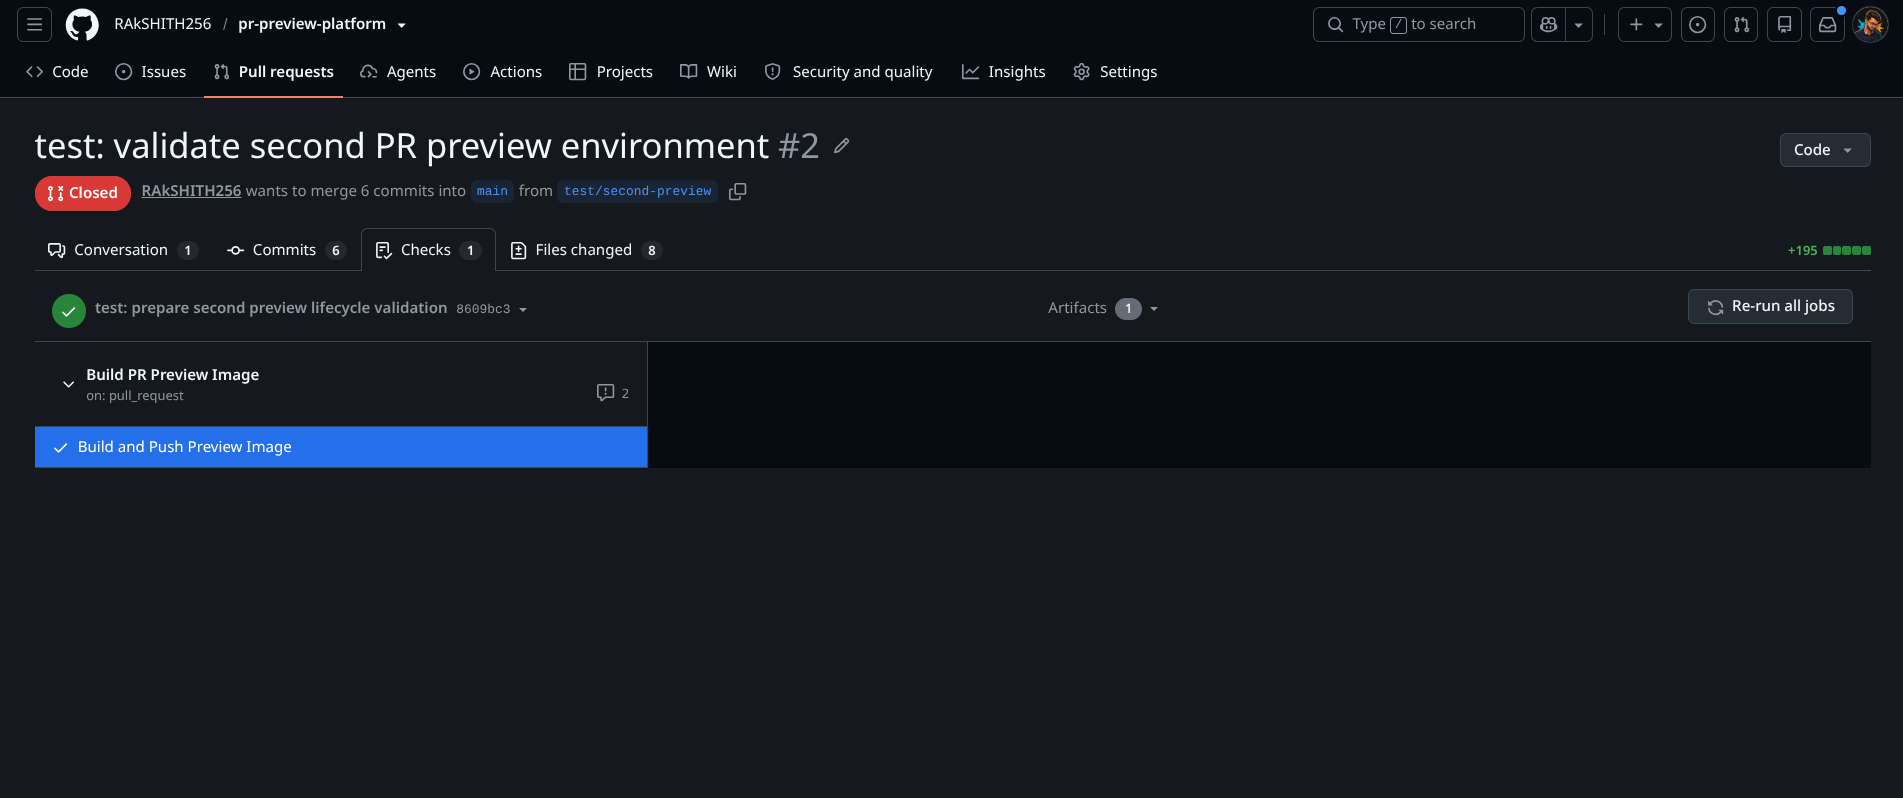 RAkSHITH256 / pr-preview-platform
Type / to search
Code
Issues
Pull requests
Agents
Actions
Projects
Wiki
Security and quality
Insights
Settings
test: validate second PR preview environment #2
Code
Closed
RAkSHITH256 wants to merge 6 commits into main from test/second-preview
Conversation 1
Commits 6
Checks 1
Files changed 8
+195
test: prepare second preview lifecycle validation 8609bc3
Artifacts 1
Re-run all jobs
Build PR Preview Image
on: pull_request
2
Build and Push Preview Image